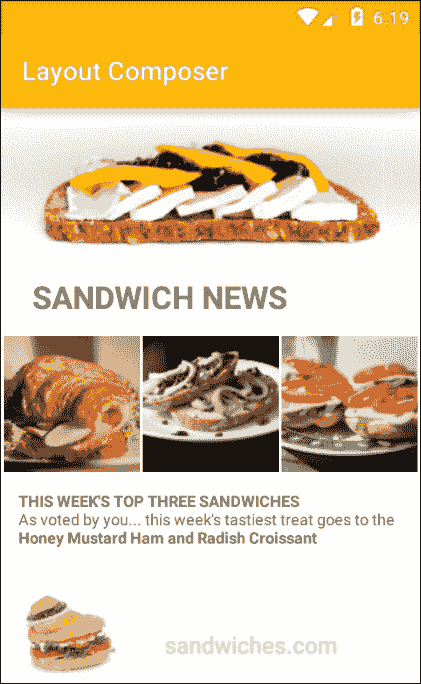 6:19
Layout Composer
SANDWICH NEWS
THIS WEEK'S TOP THREE SANDWICHES
As voted by you... this week's tastiest treat goes to the
Honey Mustard Ham and Radish Croissant
sandwiches.com